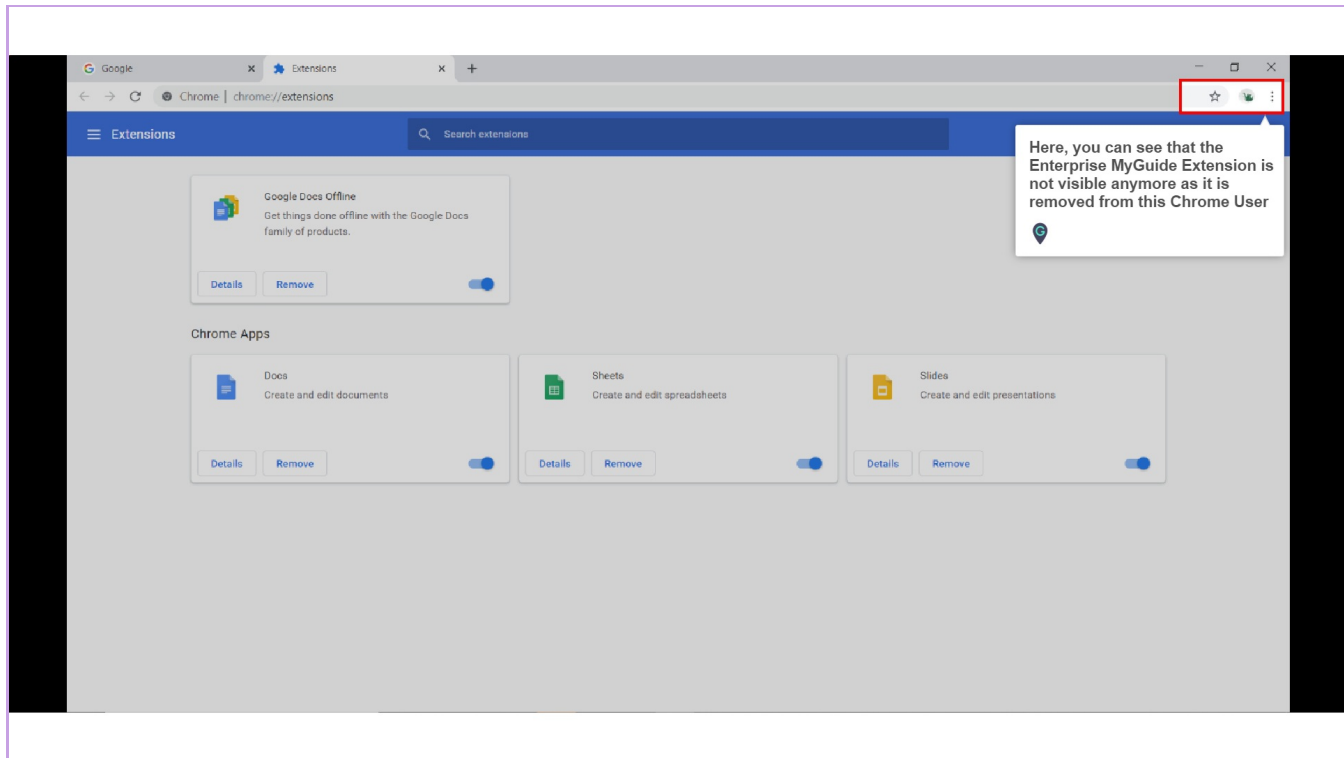 Google
Extensions
Chrome | chrome://extensions
Extensions
Search extensions
Here, you can see that the
Enterprise MyGuide Extension is
not visible anymore as it is
removed from this Chrome User
G
Google Docs Offline
Get things done offline with the Google Docs
family of products.
Details Remove
Chrome Apps
Docs
Create and edit documents
Details Remove
Sheets
Create and edit spreadsheets
Details Remove
Slides
Create and edit presentations
Details Remove